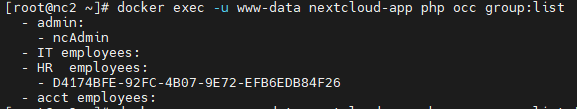 [root@nc2 ~]# docker exec -u www-data nextcloud-app php occ group:list
- admin:
- ncAdmin
- IT employees:
- HR  employees:
- D4174BFE-92FC-4B07-9E72-EFB6EDB84F26
- acct employees: